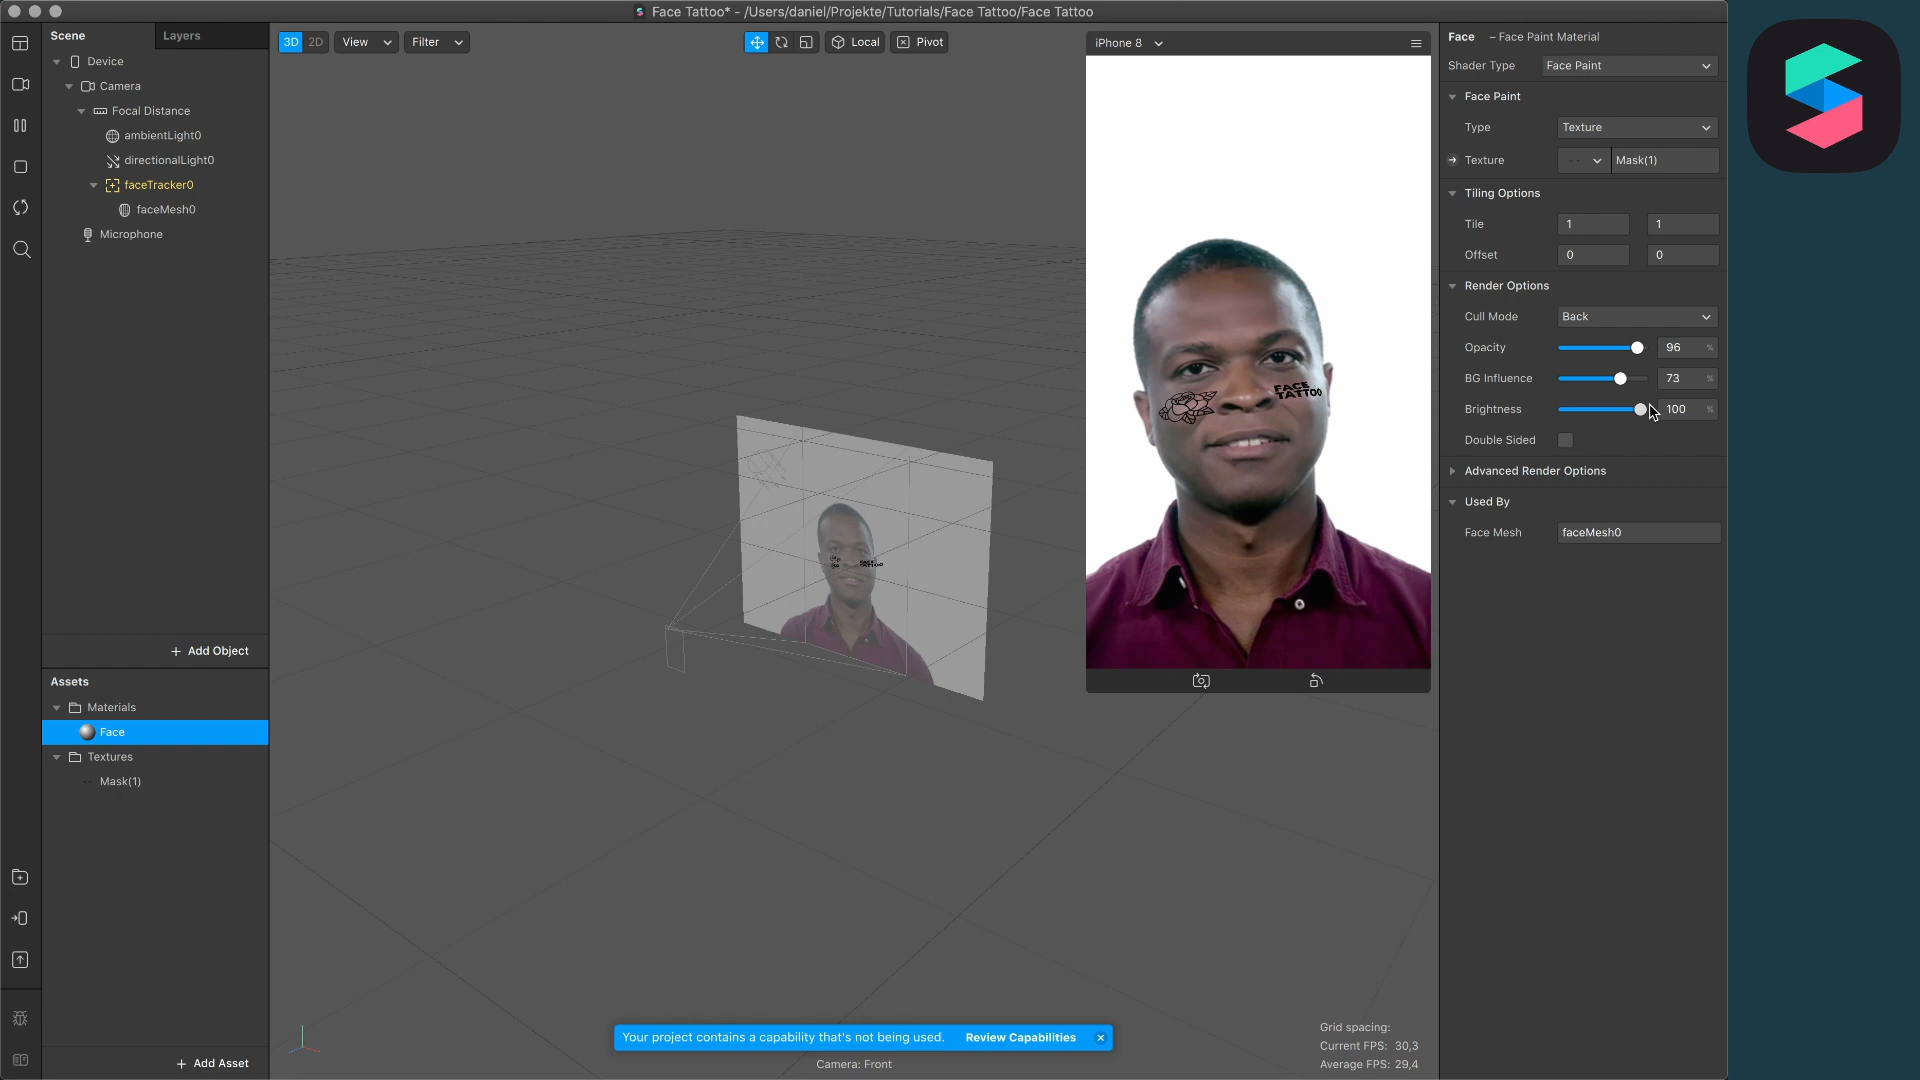 Face Tattoo* - /Users/daniel/Projekte/Tutorials/Face Tattoo/Face Tattoo
Scene
Layers
Device
Camera
Focal Distance
ambientLight0
directionalLight0
faceTracker0
faceMesh0
Microphone
+ Add Object
Assets
Materials
Face
Textures
Mask(1)
+ Add Asset
3D 2D
View
Filter
Local
Pivot
iPhone 8
FACE
TATTOO
FACE
TATTOO
Your project contains a capability that's not being used. Review Capabilities
Camera: Front
Grid spacing:
Current FPS: 30,3
Average FPS: 29,4
Face – Face Paint Material
Shader Type Face Paint
Face Paint
Type Texture
Texture Mask(1)
Tiling Options
Tile 1 1
Offset 0 0
Render Options
Cull Mode Back
Opacity 96 %
BG Influence 73 %
Brightness 100 %
Double Sided
Advanced Render Options
Used By
Face Mesh faceMesh0